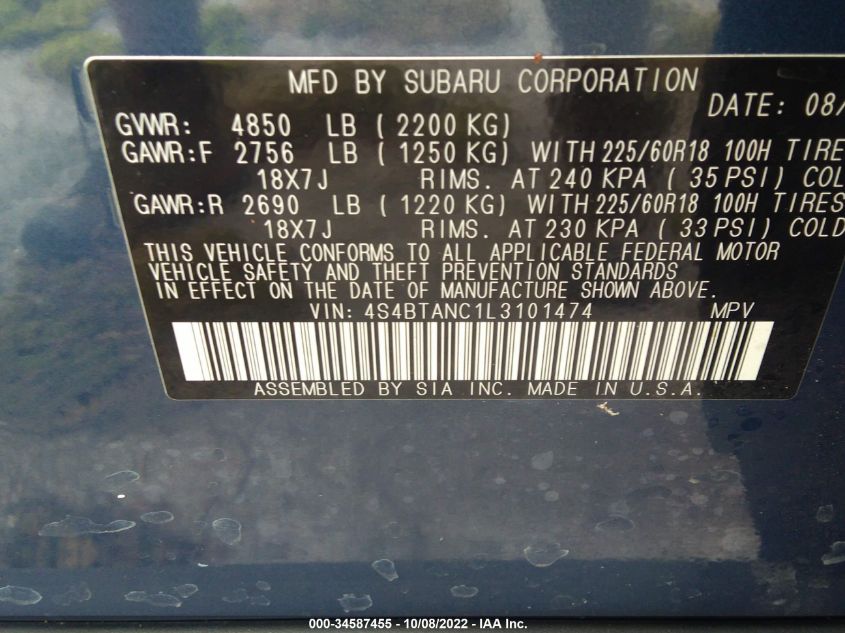 MFD BY SUBARU CORPORATION
DATE: 08/
GVWR: 4850 LB ( 2200 KG)
GAWR:F 2756 LB ( 1250 KG) WITH 225/60R18 100H TIRE
18X7J RIMS. AT 240 KPA ( 35 PSI) COL
GAWR:R 2690 LB ( 1220 KG) WITH 225/60R18 100H TIRES
18X7J RIMS. AT 230 KPA ( 33 PSI) COLD
THIS VEHICLE CONFORMS TO ALL APPLICABLE FEDERAL MOTOR
VEHICLE SAFETY AND THEFT PREVENTION STANDARDS
IN EFFECT ON THE DATE OF MANUFACTURE SHOWN ABOVE.
VIN: 4S4BTANC1L3101474 MPV
ASSEMBLED BY SIA INC. MADE IN U.S.A.
000-34587455 - 10/08/2022 - IAA Inc.